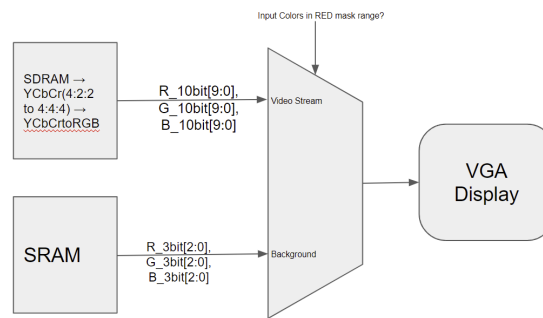 Input Colors in RED mask range?
SDRAM →
YCbCr(4:2:2
to 4:4:4) →
YCbCrtoRGB
R_10bit[9:0],
G_10bit[9:0],
B_10bit[9:0]
Video Stream
VGA
Display
SRAM
R_3bit[2:0],
G_3bit[2:0],
B_3bit[2:0]
Background